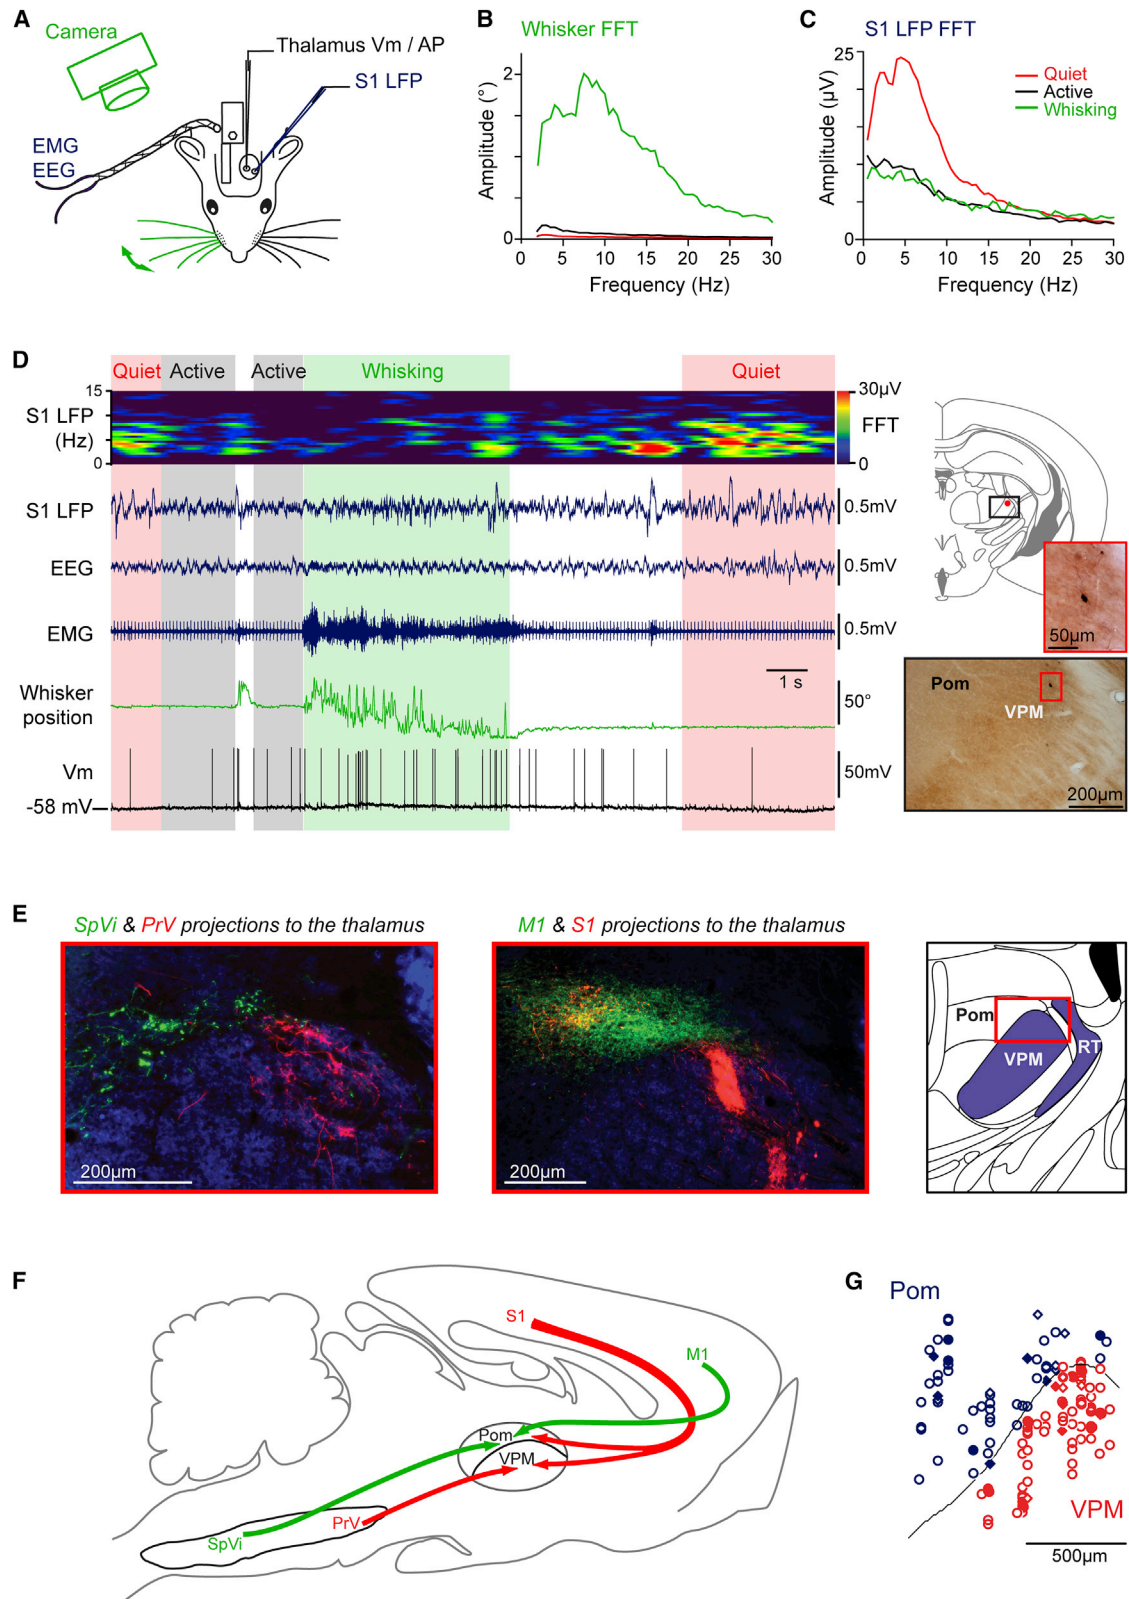 A
Camera
Thalamus Vm / AP
S1 LFP
EMG
EEG
B
Whisker FFT
Amplitude (°)
2
1
0
0 5 10 15 20 25 30
Frequency (Hz)
C
S1 LFP FFT
Amplitude (µV)
25
0
Quiet
Active
Whisking
0 5 10 15 20 25 30
Frequency (Hz)
D
Quiet Active Active Whisking Quiet
15
S1 LFP
(Hz)
0
30µV
FFT
0
S1 LFP
0.5mV
EEG
0.5mV
EMG
0.5mV
1 s
Whisker
position
50°
Vm
50mV
-58 mV
50µm
Pom
VPM
200µm
E
SpVi & PrV projections to the thalamus
200µm
M1 & S1 projections to the thalamus
200µm
Pom
VPM
RT
F
S1
M1
Pom
VPM
PrV
SpVi
G
Pom
VPM
500µm